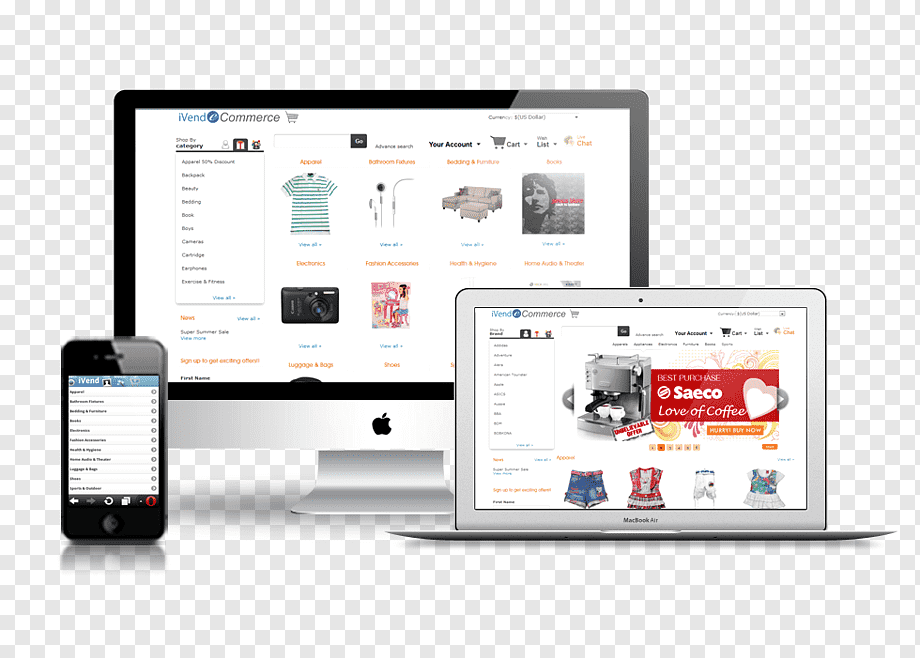 iVend eCommerce
Currency: $(US Dollar)
Shop By
category
Go
Advance search
Your Account
Cart
Wish
List
Live
Chat
Apparel 50% Discount
Backpack
Beauty
Bedding
Book
Boys
Cameras
Cartridge
Earphones
Exercise & Fitness
View all »
News
View all »
Super Summer Sale
View more
Sign up to get exciting offers!
First Name
Apparel
Bathroom Fixtures
Bedding & Furniture
Books
View all »
View all »
View all »
View all »
Electronics
Fashion Accessories
Health & Hygiene
Home Audio & Theater
Canon
View all »
View all »
Luggage & Bags
Shoes
iVend
Apparel
Bathroom Fixtures
Bedding & Furniture
Books
Electronics
Fashion Accessories
Health & Hygiene
Home Audio & Theater
Luggage & Bags
Shoes
Sports & Outdoor
iVend eCommerce
Currency: $(US Dollar)
Shop By
Brand
Go
Advance search
Your Account
Cart
Wish
List
Live
Chat
Apparels
Appliances
Electronics
Furniture
Books
Sports
Adidas
Adventure
American Tourister
Apple
ASICS
View all »
News
View all »
Super Summer Sale
View more
Sign up to get exciting offers!
First Name
BEST PURCHASE
Saeco
Love of Coffee
HURRY! BUY NOW
UNBELIEVABLE
OFFER
Apparel
View all »
MacBook Air